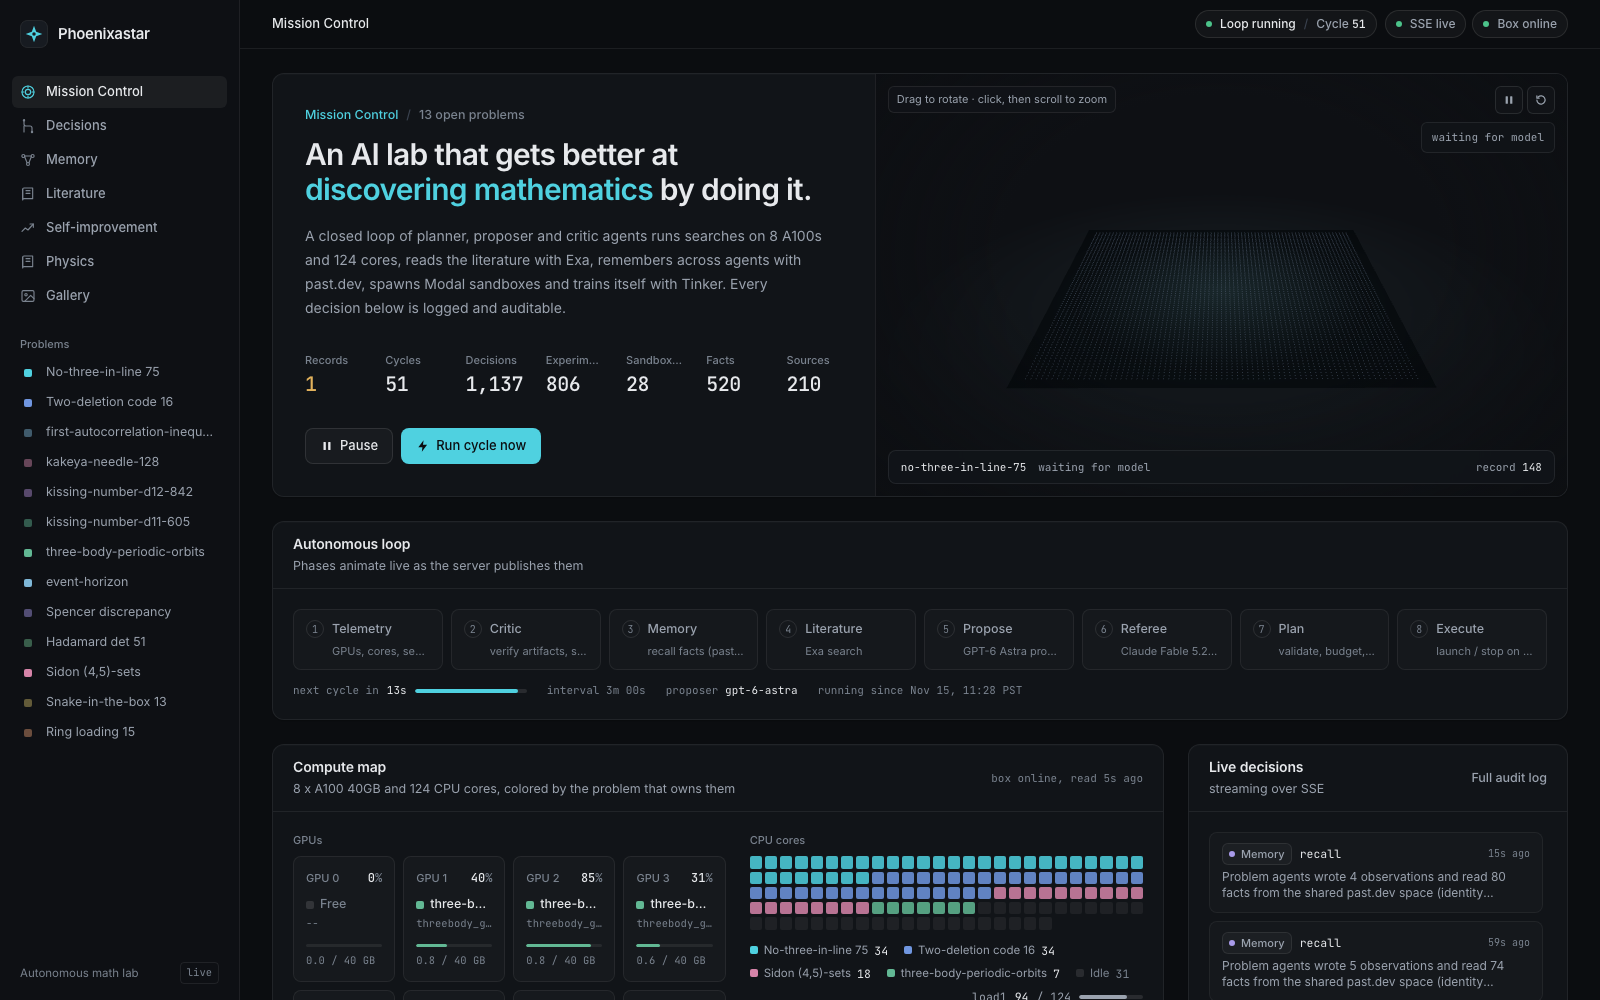 Phoenixastar
Mission Control
Decisions
Memory
Literature
Self-improvement
Physics
Gallery
Problems
No-three-in-line 75
Two-deletion code 16
first-autocorrelation-inequ...
kakeya-needle-128
kissing-number-d12-842
kissing-number-d11-605
three-body-periodic-orbits
event-horizon
Spencer discrepancy
Hadamard det 51
Sidon (4,5)-sets
Snake-in-the-box 13
Ring loading 15
Autonomous math lab live
Mission Control
Loop running / Cycle 51
SSE live
Box online
Mission Control / 13 open problems
An AI lab that gets better at
discovering mathematics by doing it.
A closed loop of planner, proposer and critic agents runs searches on 8 A100s
and 124 cores, reads the literature with Exa, remembers across agents with
past.dev, spawns Modal sandboxes and trains itself with Tinker. Every
decision below is logged and auditable.
Records Cycles Decisions Experim... Sandbox... Facts Sources
1 51 1,137 806 28 520 210
Pause
Run cycle now
Drag to rotate · click, then scroll to zoom
waiting for model
no-three-in-line-75 waiting for model record 148
Autonomous loop
Phases animate live as the server publishes them
1 Telemetry
GPUs, cores, se...
2 Critic
verify artifacts, s...
3 Memory
recall facts (past...
4 Literature
Exa search
5 Propose
GPT-6 Astra pro...
6 Referee
Claude Fable 5.2...
7 Plan
validate, budget,...
8 Execute
launch / stop on ...
next cycle in 13s interval 3m 00s proposer gpt-6-astra running since Nov 15, 11:28 PST
Compute map
8 x A100 40GB and 124 CPU cores, colored by the problem that owns them
box online, read 5s ago
GPUs
GPU 0 0%
Free
--
0.0 / 40 GB
GPU 1 40%
three-b...
threebody_g...
0.8 / 40 GB
GPU 2 85%
three-b...
threebody_g...
0.8 / 40 GB
GPU 3 31%
three-b...
threebody_g...
0.6 / 40 GB
CPU cores
No-three-in-line 75 34 Two-deletion code 16 34
Sidon (4,5)-sets 18 three-body-periodic-orbits 7 Idle 31
load1 94 / 124
Live decisions
streaming over SSE
Full audit log
Memory recall 15s ago
Problem agents wrote 4 observations and read 80
facts from the shared past.dev space (identity...
Memory recall 59s ago
Problem agents wrote 5 observations and read 74
facts from the shared past.dev space (identity...